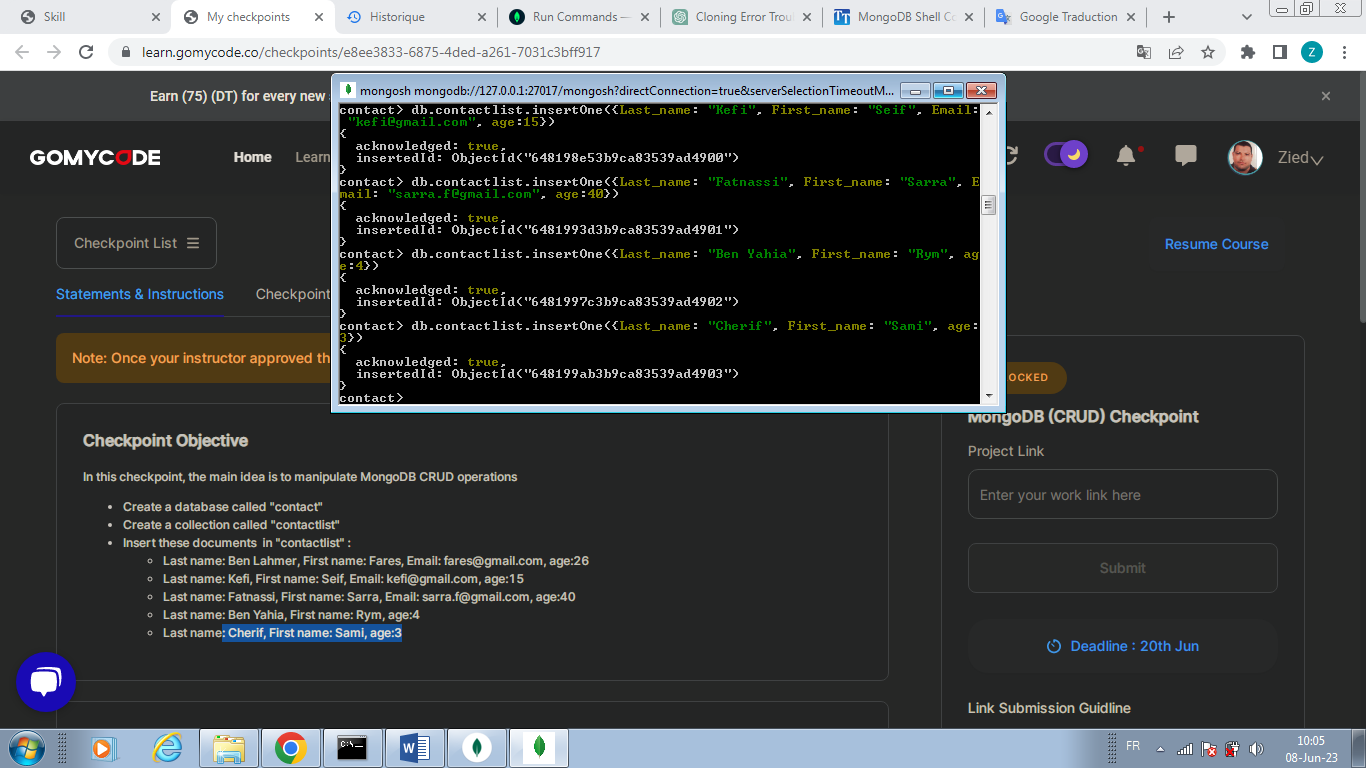 Skill
My checkpoints
Historique
Run Commands —
Cloning Error Trou
MongoDB Shell Co
Google Traduction
learn.gomycode.co/checkpoints/e8ee3833-6875-4ded-a261-7031c3bff917
Z
Earn (75) (DT) for every new
mongosh mongodb://127.0.0.1:27017/mongosh?directConnection=true&serverSelectionTimeoutM...
contact> db.contactlist.insertOne({Last_name: "Kefi", First_name: "Seif", Email:
"kefi@gmail.com", age:15})
{
acknowledged: true,
insertedId: ObjectId("648198e53b9ca83539ad4900")
}
contact> db.contactlist.insertOne({Last_name: "Fatnassi", First_name: "Sarra", E
mail: "sarra.f@gmail.com", age:40})
{
acknowledged: true,
insertedId: ObjectId("6481993d3b9ca83539ad4901")
}
contact> db.contactlist.insertOne({Last_name: "Ben Yahia", First_name: "Rym", ag
e:4})
{
acknowledged: true,
insertedId: ObjectId("6481997c3b9ca83539ad4902")
}
contact> db.contactlist.insertOne({Last_name: "Cherif", First_name: "Sami", age:
3})
{
acknowledged: true,
insertedId: ObjectId("648199ab3b9ca83539ad4903")
}
contact>
GOMYCODE
Home
Learn
Zied
Checkpoint List
Resume Course
Statements & Instructions
Checkpoint
Note: Once your instructor approved th
OCKED
MongoDB (CRUD) Checkpoint
Project Link
Enter your work link here
Submit
Deadline : 20th Jun
Link Submission Guidline
Checkpoint Objective
In this checkpoint, the main idea is to manipulate MongoDB CRUD operations
Create a database called "contact"
Create a collection called "contactlist"
Insert these documents in "contactlist" :
Last name: Ben Lahmer, First name: Fares, Email: fares@gmail.com, age:26
Last name: Kefi, First name: Seif, Email: kefi@gmail.com, age:15
Last name: Fatnassi, First name: Sarra, Email: sarra.f@gmail.com, age:40
Last name: Ben Yahia, First name: Rym, age:4
Last name: Cherif, First name: Sami, age:3
FR
10:05
08-Jun-23